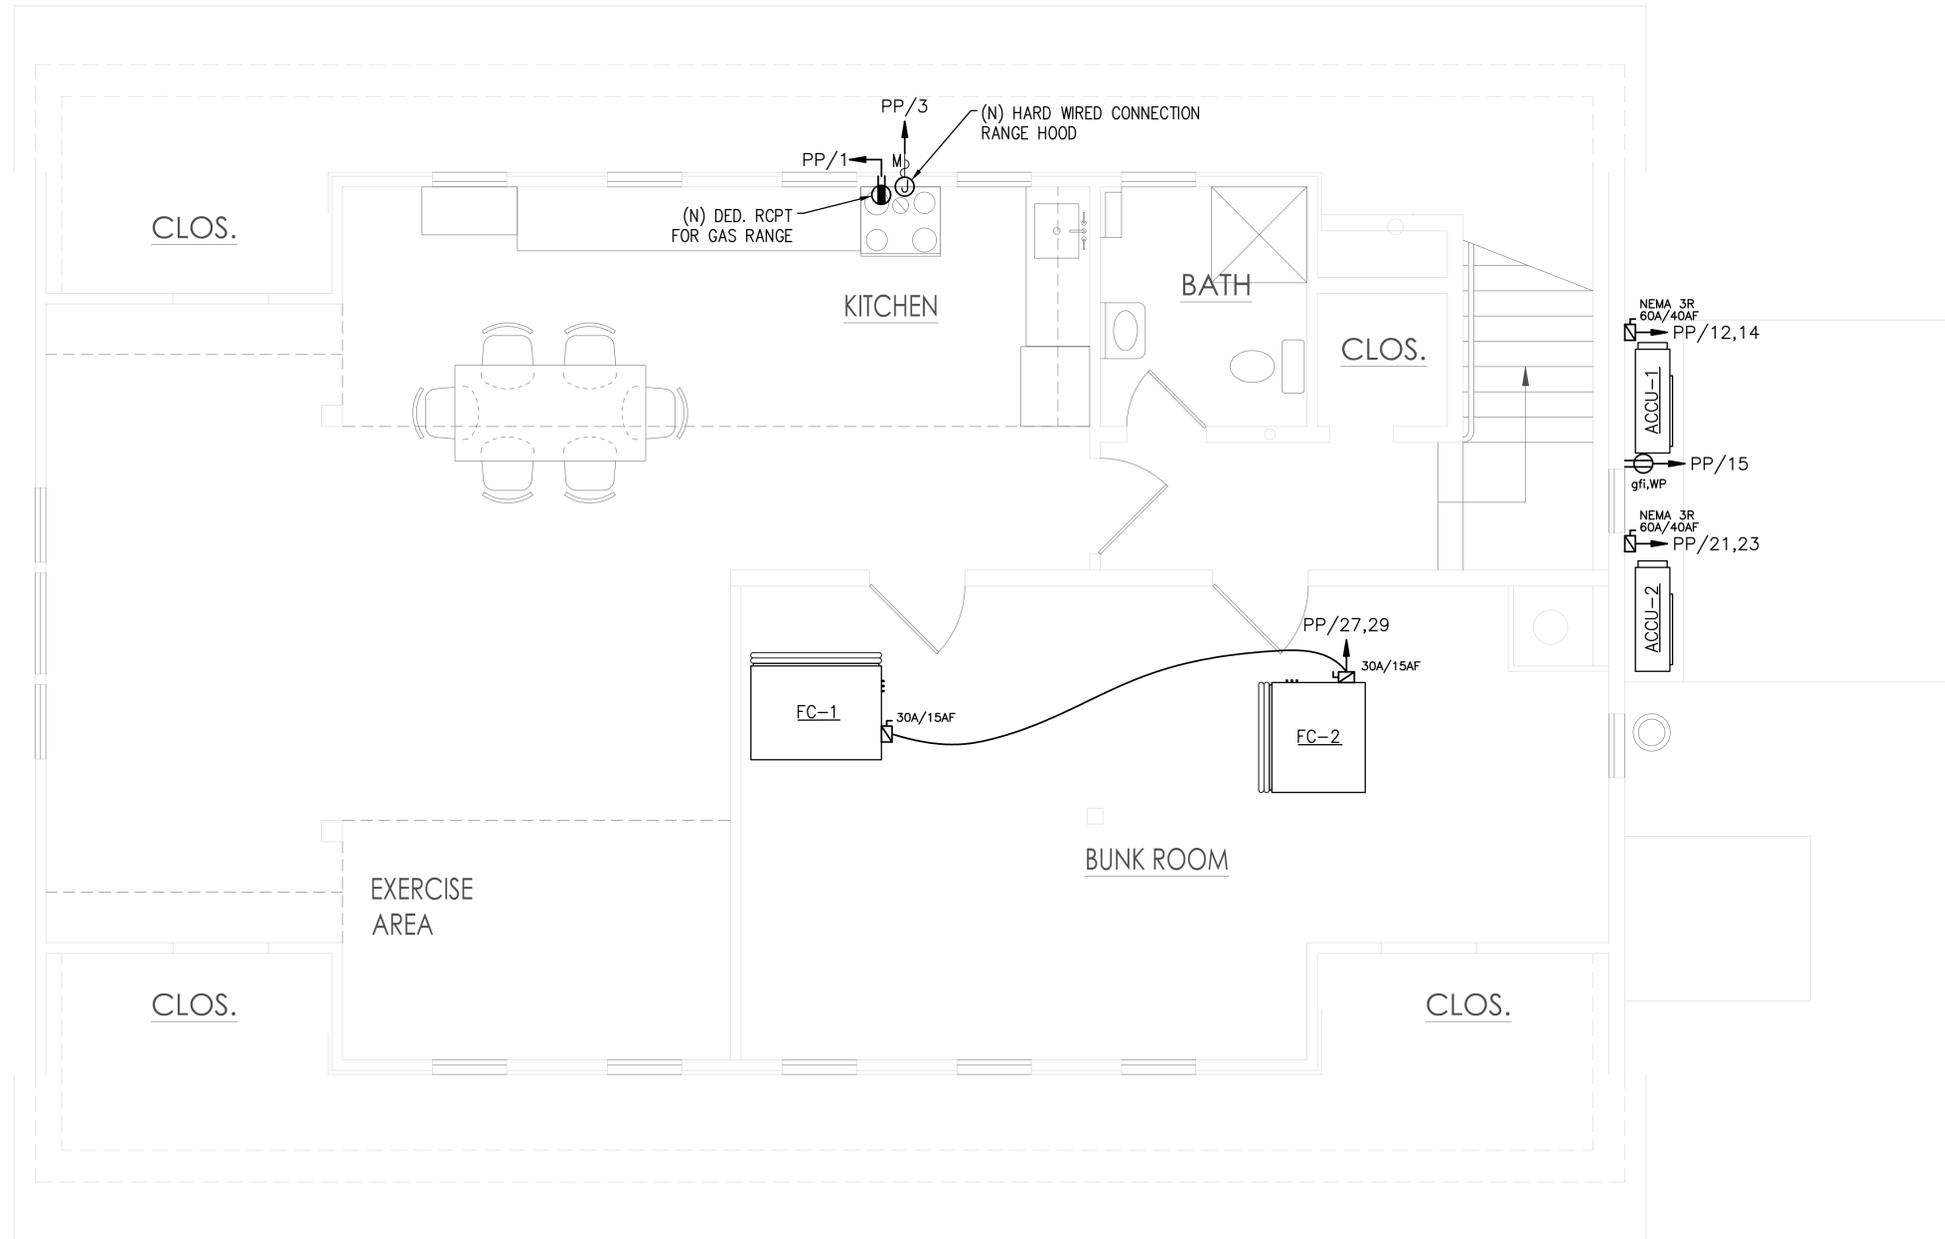 PP/3
(N) HARD WIRED CONNECTION
RANGE HOOD
PP/1
M
J
(N) DED. RCPT
FOR GAS RANGE
CLOS.
KITCHEN
BATH
CLOS.
NEMA 3R
60A/40AF
PP/12,14
ACCU-1
PP/15
gfi,WP
NEMA 3R
60A/40AF
PP/21,23
ACCU-2
PP/27,29
30A/15AF
FC-1
30A/15AF
FC-2
BUNK ROOM
EXERCISE
AREA
CLOS.
CLOS.